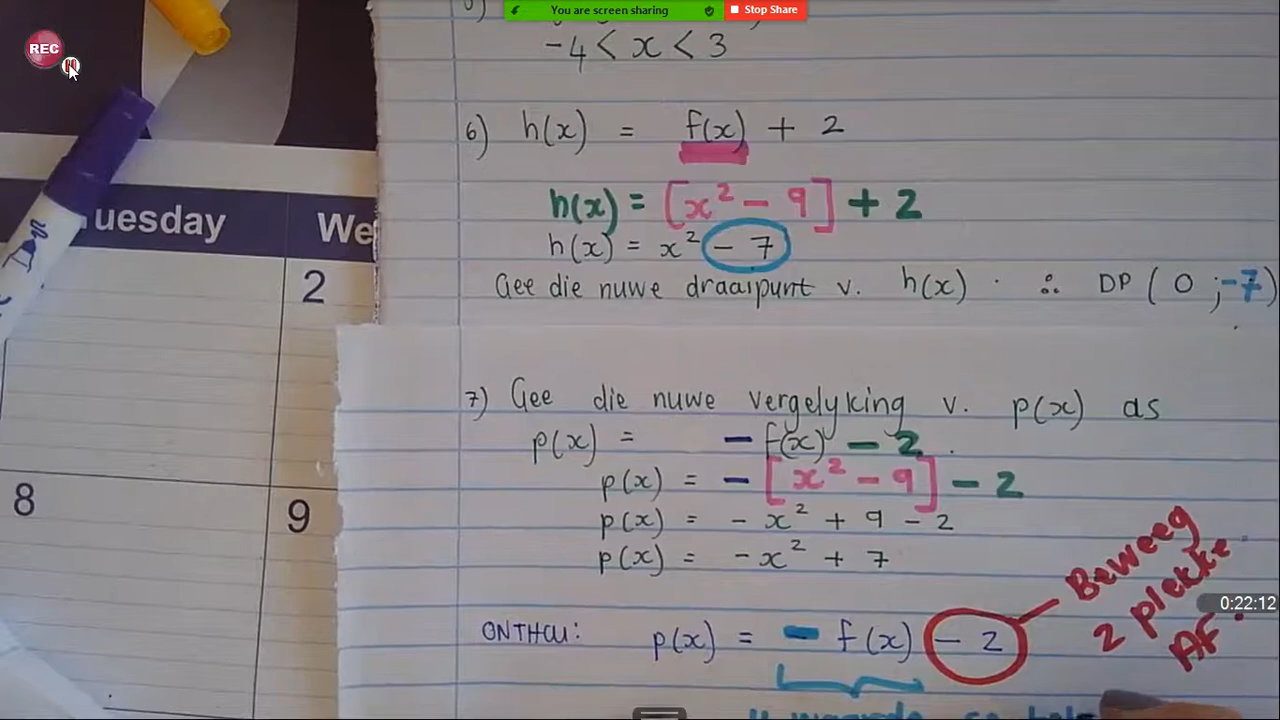 You are screen sharing
Stop Share
REC
-4 < x < 3
6) h(x) = f(x) + 2
h(x) = [x² - 9] + 2
h(x) = x² - 7
Gee die nuwe draaipunt v. h(x) . ∴ DP (0 ;-7)
uesday We
2
8
9
7) Gee die nuwe vergelyking v. p(x) as
p(x) = - f(x) - 2.
p(x) = - [x² - 9] - 2
p(x) = - x² + 9 - 2
p(x) = -x² + 7
ONTHOU: p(x) = - f(x) - 2
Beweeg
2 plekke
AF.
0:22:12